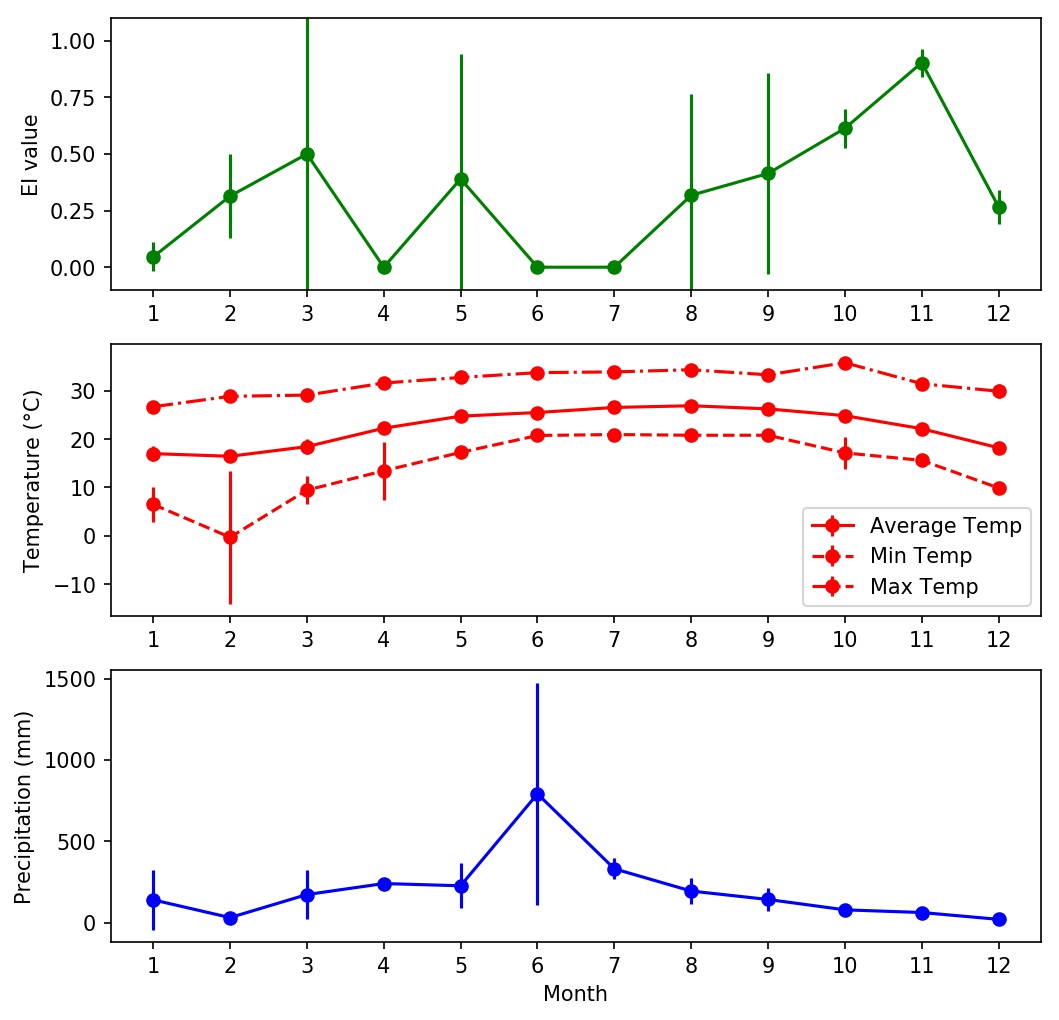 EI value
1.00
0.75
0.50
0.25
0.00
1 2 3 4 5 6 7 8 9 10 11 12
Temperature (°C)
30
20
10
0
−10
Average Temp
Min Temp
Max Temp
1 2 3 4 5 6 7 8 9 10 11 12
Precipitation (mm)
1500
1000
500
0
1 2 3 4 5 6 7 8 9 10 11 12
Month